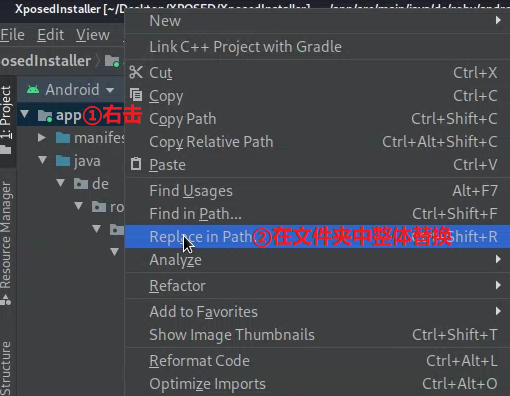 XposedInstaller [~/Desktop/XPOSED/XposedInstaller]
File Edit View
posedInstaller
New
Link C++ Project with Gradle
Cut Ctrl+X
Copy Ctrl+C
Copy Path Ctrl+Shift+C
Copy Relative Path Ctrl+Alt+Shift+C
Paste Ctrl+V
Find Usages Alt+F7
Find in Path... Ctrl+Shift+F
Replace in Path ②在文件夹中整体替换 Shift+R
Analyze
Refactor
Add to Favorites
Show Image Thumbnails Ctrl+Shift+T
Reformat Code Ctrl+Alt+L
Optimize Imports Ctrl+Alt+O
1: Project
Resource Manager
Structure
Android
app ①右击
manifes
java
de
ro